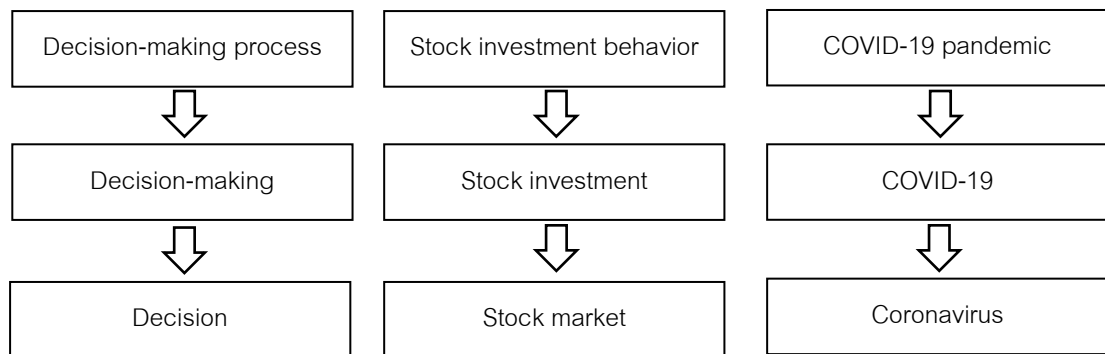 Decision-making process
Stock investment behavior
COVID-19 pandemic
Decision-making
Stock investment
COVID-19
Decision
Stock market
Coronavirus